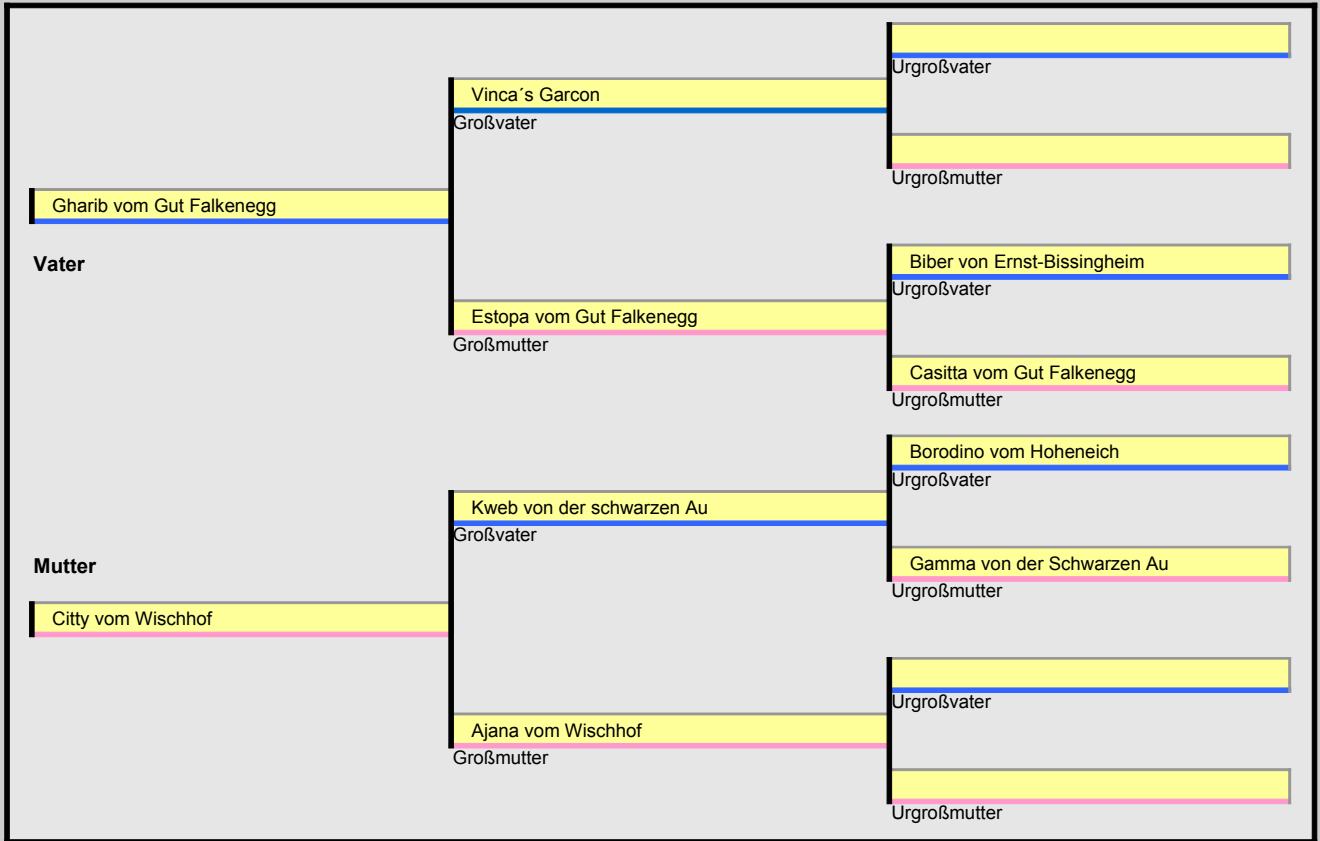 Urgroßvater
Vinca´s Garcon
Großvater
Urgroßmutter
Gharib vom Gut Falkenegg
Vater
Biber von Ernst-Bissingheim
Urgroßvater
Estopa vom Gut Falkenegg
Großmutter
Casitta vom Gut Falkenegg
Urgroßmutter
Borodino vom Hoheneich
Urgroßvater
Kweb von der schwarzen Au
Großvater
Mutter
Gamma von der Schwarzen Au
Urgroßmutter
Citty vom Wischhof
Urgroßvater
Ajana vom Wischhof
Großmutter
Urgroßmutter